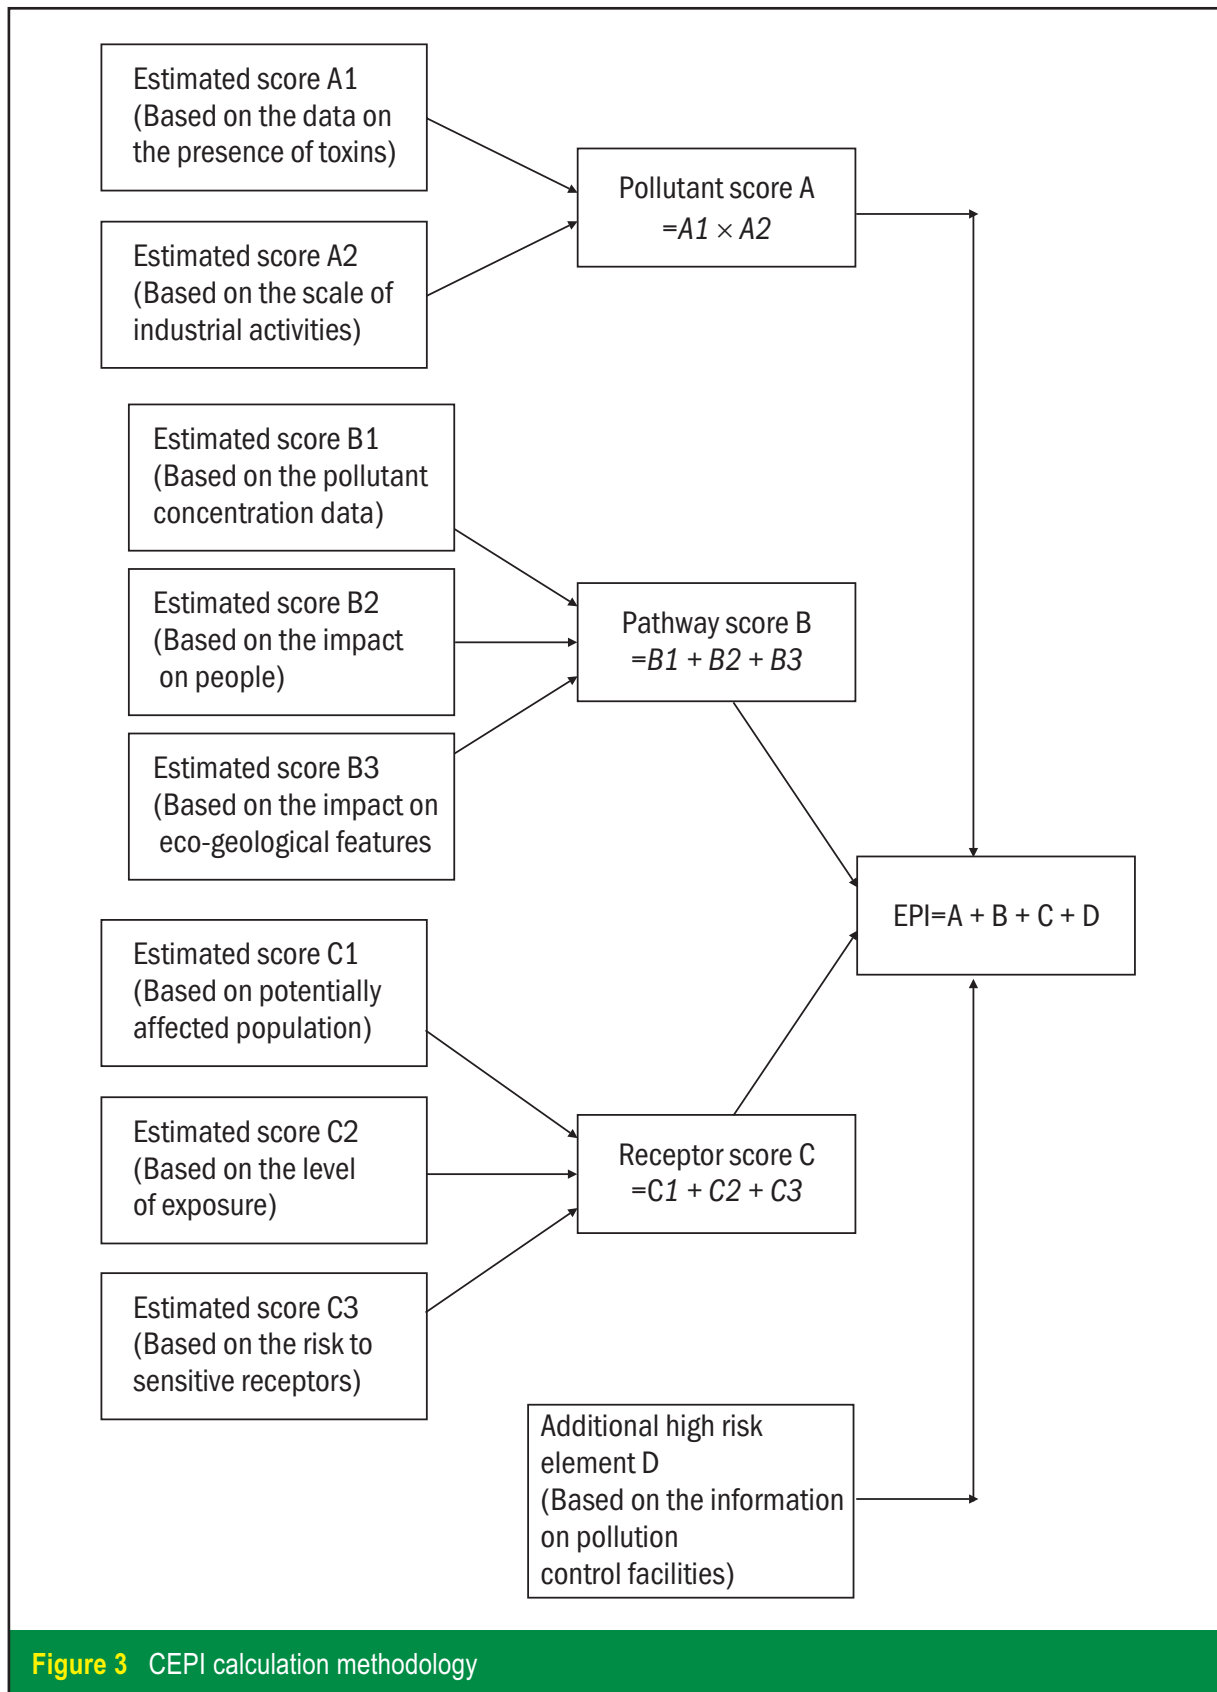 Estimated score A1
(Based on the data on
the presence of toxins)
Pollutant score A
=A1 × A2
Estimated score A2
(Based on the scale of
industrial activities)
Estimated score B1
(Based on the pollutant
concentration data)
Estimated score B2
(Based on the impact
on people)
Pathway score B
=B1 + B2 + B3
Estimated score B3
(Based on the impact on
eco-geological features
EPI=A + B + C + D
Estimated score C1
(Based on potentially
affected population)
Estimated score C2
(Based on the level
of exposure)
Receptor score C
=C1 + C2 + C3
Estimated score C3
(Based on the risk to
sensitive receptors)
Additional high risk
element D
(Based on the information
on pollution
control facilities)
Figure 3 CEPI calculation methodology